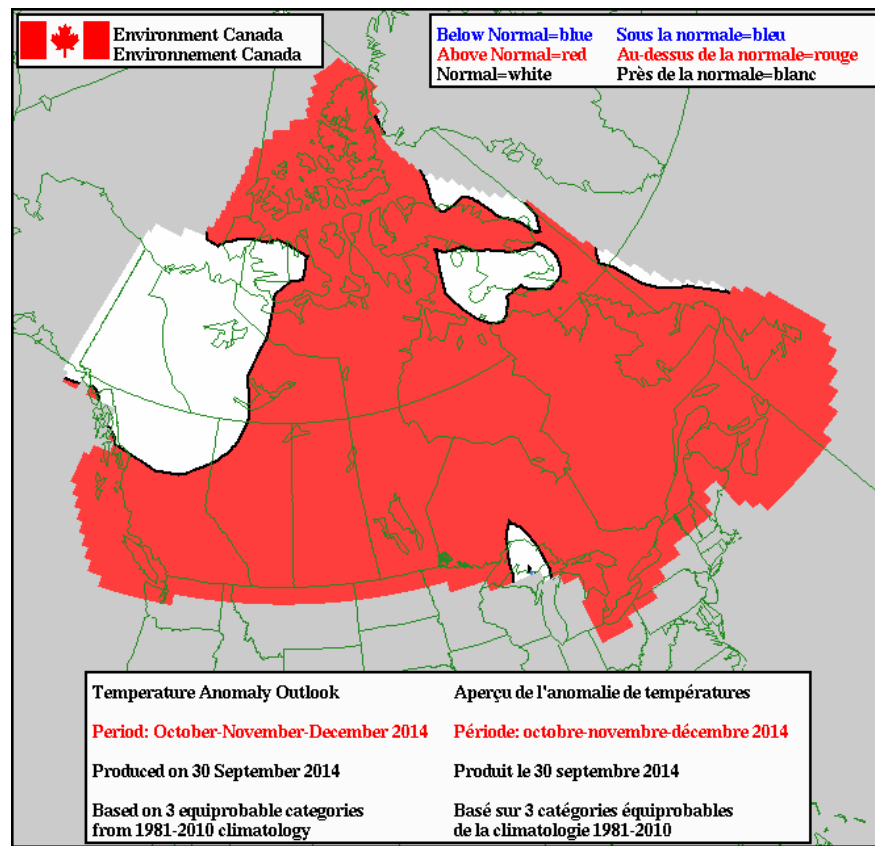 Environment Canada
Environnement Canada
Below Normal=blue
Above Normal=red
Normal=white
Sous la normale=bleu
Au-dessus de la normale=rouge
Près de la normale=blanc
Temperature Anomaly Outlook
Period: October-November-December 2014
Produced on 30 September 2014
Based on 3 equiprobable categories
from 1981-2010 climatology
Aperçu de l'anomalie de températures
Période: octobre-novembre-décembre 2014
Produit le 30 septembre 2014
Basé sur 3 catégories équiprobables
de la climatologie 1981-2010